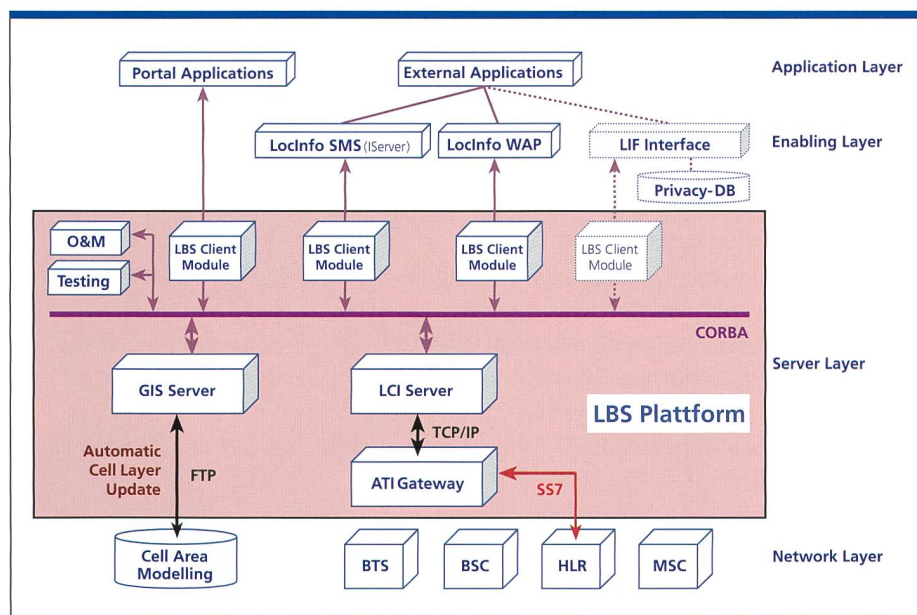 Portal Applications
External Applications
Application Layer
LocInfo SMS (IServer)
LocInfo WAP
LIF Interface
Enabling Layer
Privacy-DB
O&M
Testing
LBS Client
Module
LBS Client
Module
LBS Client
Module
LBS Client
Module
CORBA
GIS Server
LCI Server
Server Layer
LBS Plattform
TCP/IP
Automatic
Cell Layer
Update
FTP
ATI Gateway
SS7
Cell Area
Modelling
BTS
BSC
HLR
MSC
Network Layer